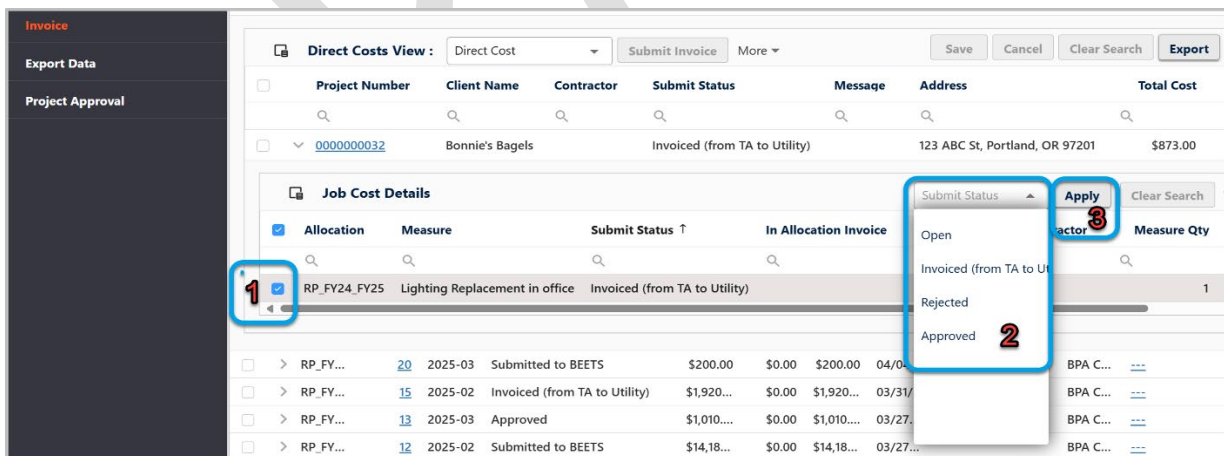 Invoice
Export Data
Project Approval
Direct Costs View : Direct Cost Submit Invoice More Save Cancel Clear Search Export
Project Number Client Name Contractor Submit Status Message Address Total Cost
0000000032 Bonnie's Bagels Invoiced (from TA to Utility) 123 ABC St, Portland, OR 97201 $873.00
Job Cost Details Submit Status Apply Clear Search
3
Allocation Measure Submit Status ↑ In Allocation Invoice Open ractor Measure Qty
Invoiced (from TA to Ut
1 RP_FY24_FY25 Lighting Replacement in office Invoiced (from TA to Utility) 1
Rejected
Approved 2
RP_FY... 20 2025-03 Submitted to BEETS $200.00 $0.00 $200.00 04/04 BPA C... ---
RP_FY... 15 2025-02 Invoiced (from TA to Utility) $1,920... $0.00 $1,920... 03/31/ BPA C... ---
RP_FY... 13 2025-03 Approved $1,010.... $0.00 $1,010.... 03/27. BPA C... ---
RP_FY... 12 2025-02 Submitted to BEETS $14,18... $0.00 $14,18... 03/27... BPA C... ---